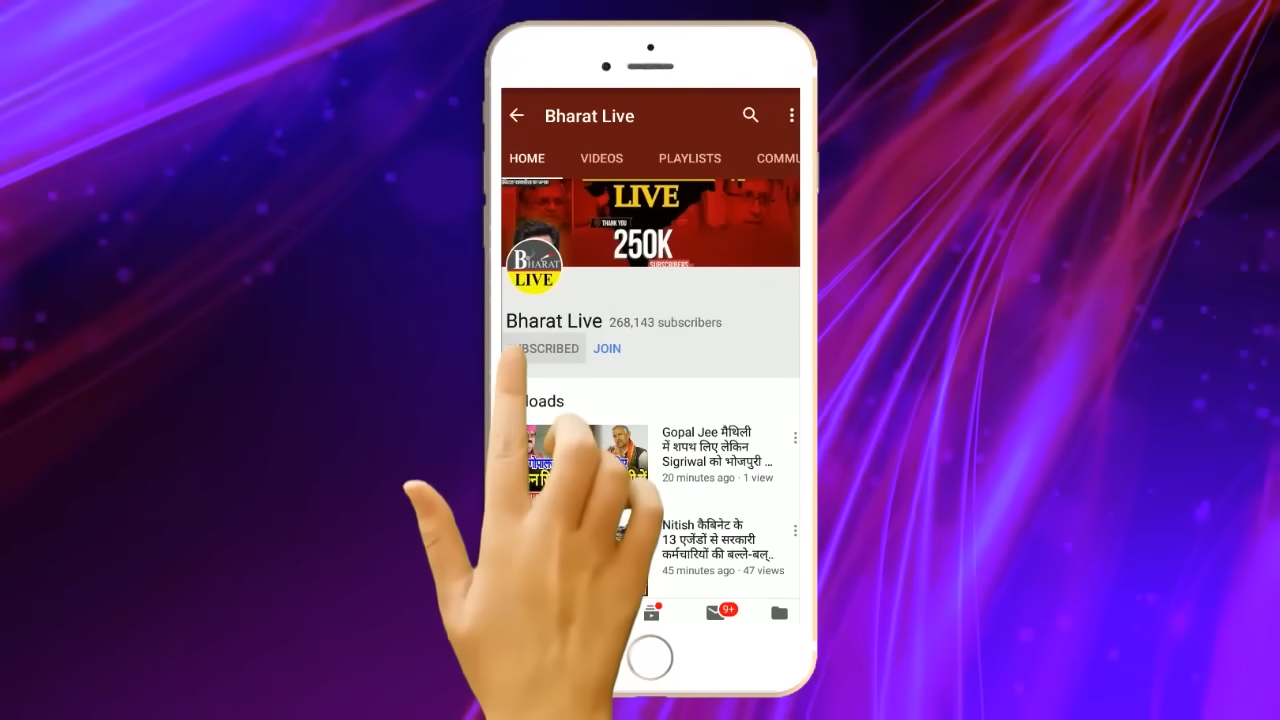 Bharat Live
HOME VIDEOS PLAYLISTS COMMU
LIVE
THANK YOU
250K
SUBSCRIBERS
BHARAT
LIVE
Bharat Live 268,143 subscribers
SUBSCRIBED JOIN
loads
Gopal Jee मैथिली
में शपथ लिए लेकिन
Sigriwal को भोजपुरी ...
20 minutes ago · 1 view
Nitish कैबिनेट के
13 एजेंडों से सरकारी
कर्मचारियों की बल्ले-बल्..
45 minutes ago · 47 views
9+